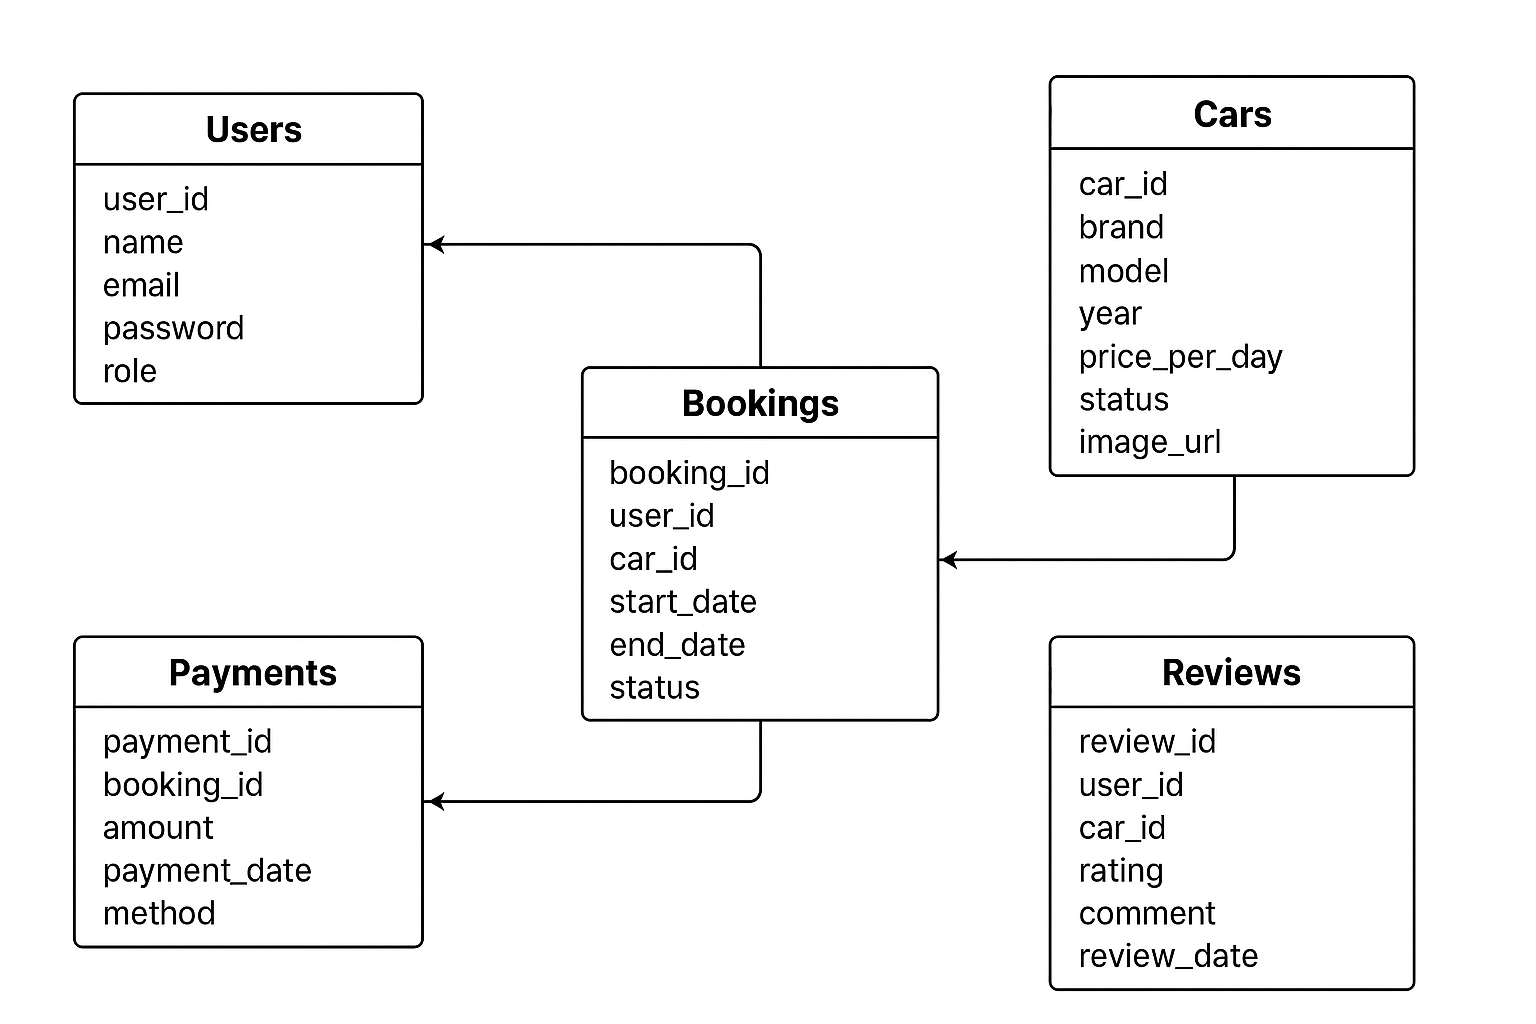 Users
user_id
name
email
password
role
Cars
car_id
brand
model
year
price_per_day
status
image_url
Bookings
booking_id
user_id
car_id
start_date
end_date
status
Payments
payment_id
booking_id
amount
payment_date
method
Reviews
review_id
user_id
car_id
rating
comment
review_date